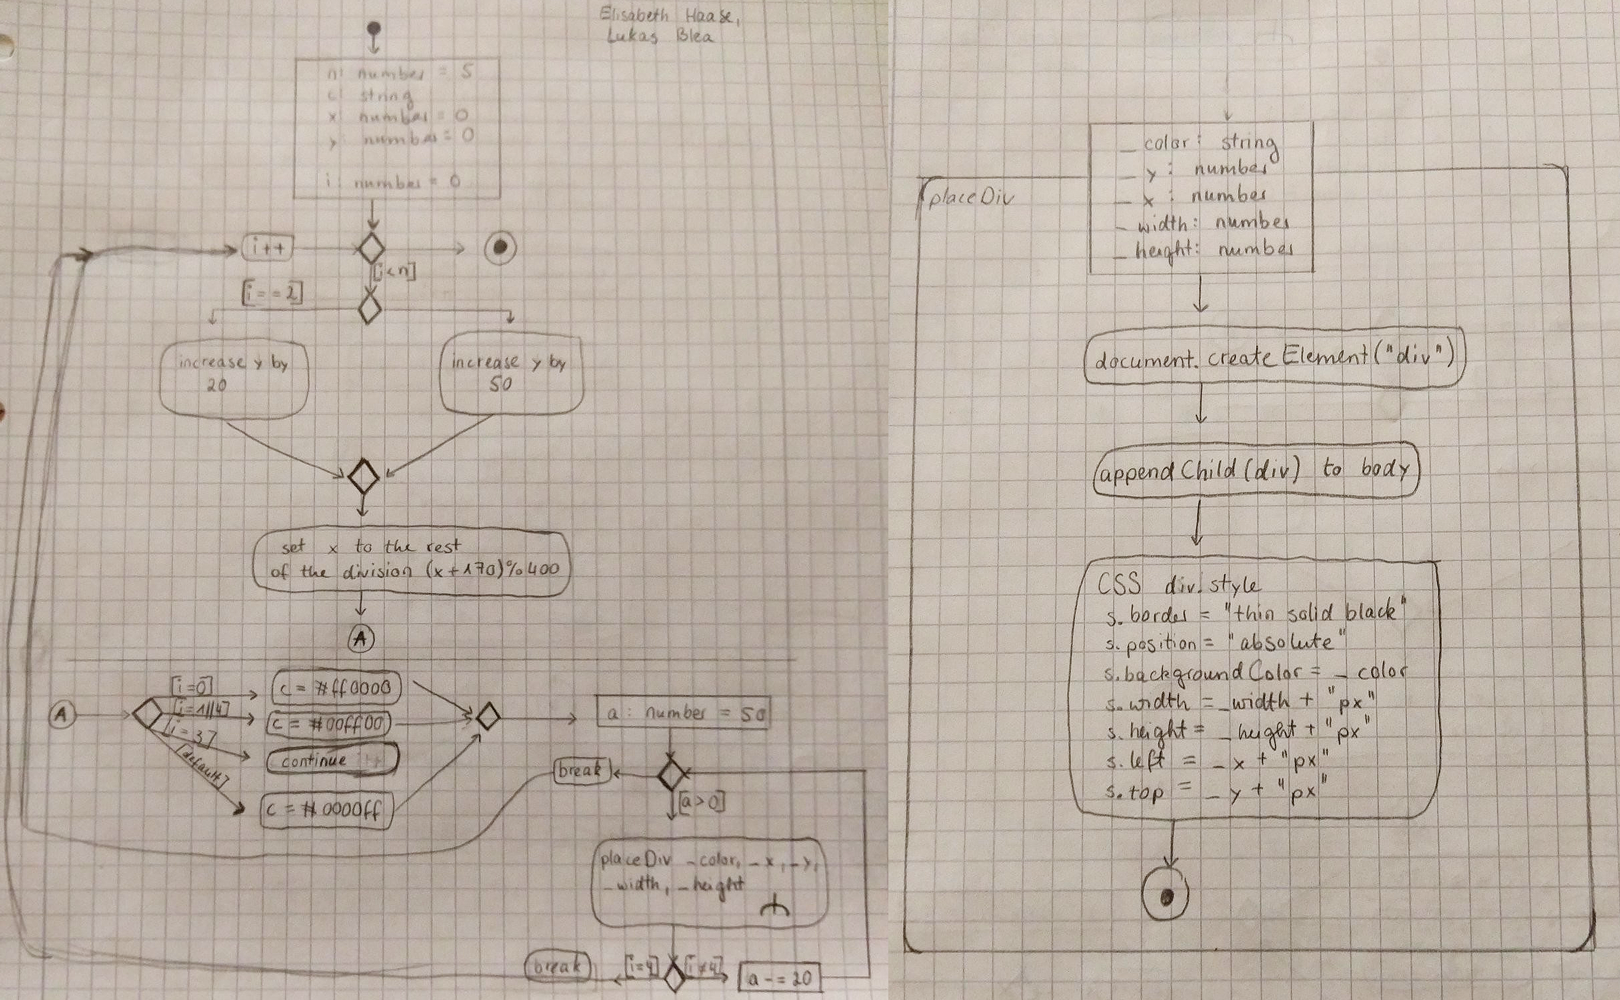 Elisabeth Haase,
Lukas Blea
n: number = 5
c: string
x: number = 0
y: number = 0
i: number = 0
i++
[i<n]
[i==2]
increase y by
20
increase y by
50
set x to the rest
of the division (x+170)%400
A
A
[i=0]
c = #ff0000
[i=1||4]
c = #00ff00
[i=3]
continue
[default]
c = #0000ff
a: number = 50
break
[a>0]
placeDiv _color, _x, _y,
_width, _height
break
[i=4]
[i≠4]
a -= 20
placeDiv
_color: string
_y: number
_x: number
_width: number
_height: number
document.createElement("div")
appendChild(div) to body
CSS div.style
s.border = "thin solid black"
s.position = "absolute"
s.backgroundColor = _color
s.width = _width + "px"
s.height = _height + "px"
s.left = _x + "px"
s.top = _y + "px"